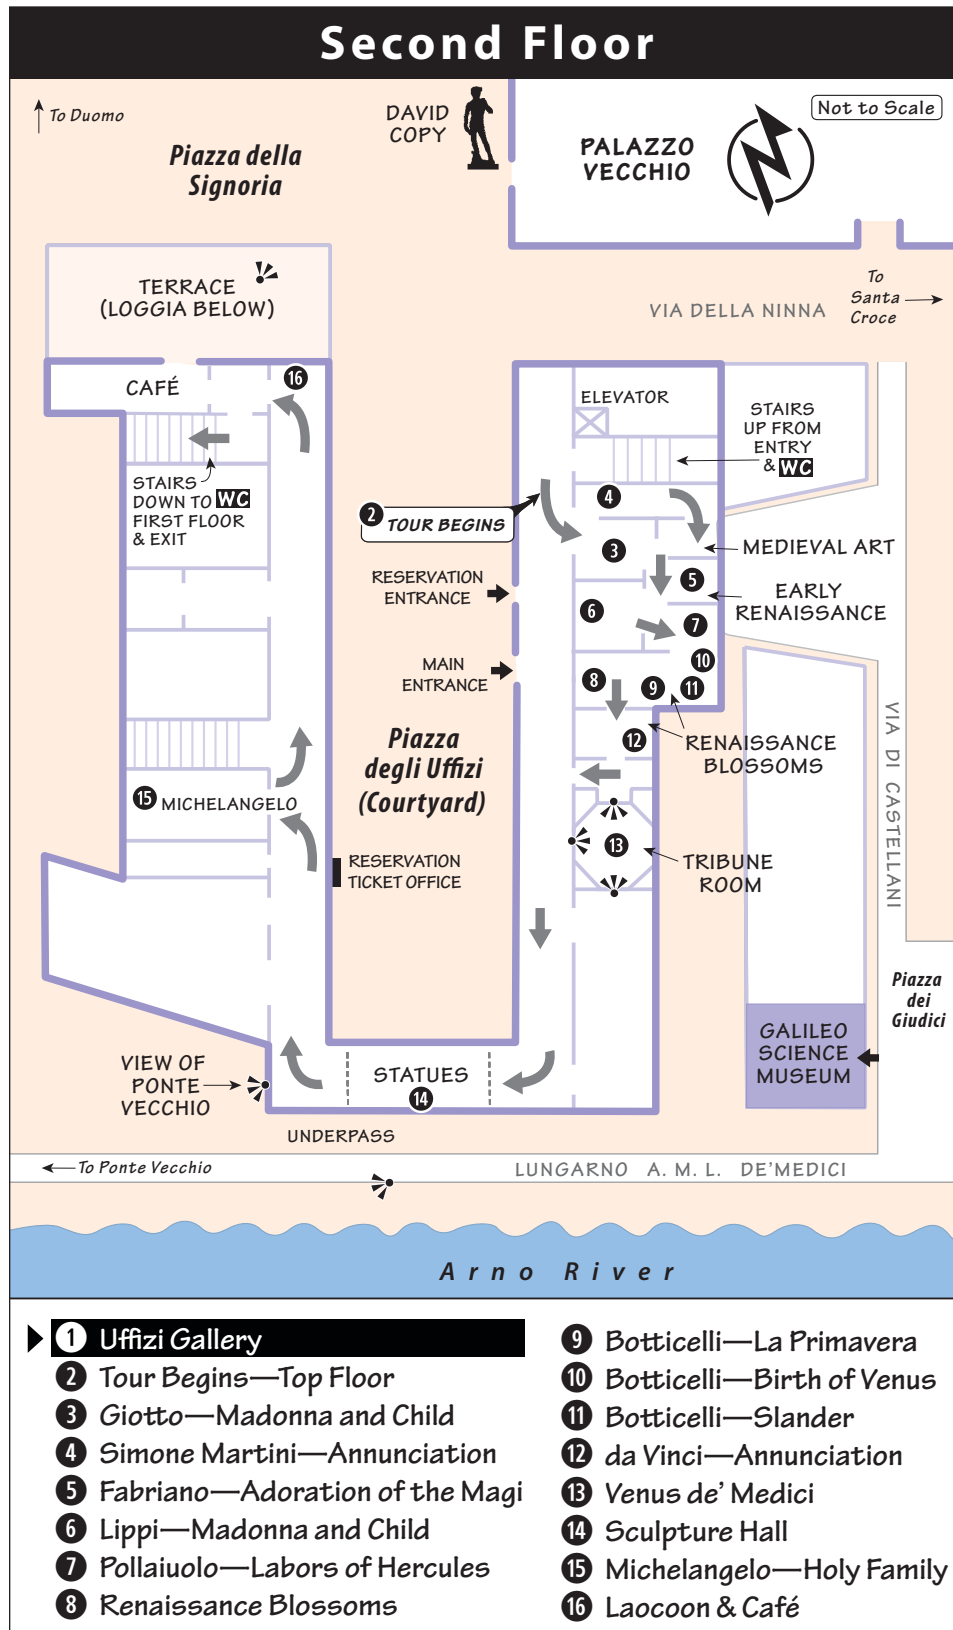 Second Floor
To Duomo
DAVID
COPY
Not to Scale
PALAZZO
VECCHIO
Piazza della
Signoria
TERRACE
(LOGGIA BELOW)
To
Santa
Croce
VIA DELLA NINNA
CAFÉ
16
ELEVATOR
STAIRS
UP FROM
ENTRY
& WC
STAIRS
DOWN TO WC
FIRST FLOOR
& EXIT
4
2 TOUR BEGINS
3
MEDIEVAL ART
RESERVATION
ENTRANCE
5
EARLY
RENAISSANCE
6
7
MAIN
ENTRANCE
10
8
9
11
Piazza
degli Uffizi
(Courtyard)
12
RENAISSANCE
BLOSSOMS
VIA DI CASTELLANI
15 MICHELANGELO
13
TRIBUNE
ROOM
RESERVATION
TICKET OFFICE
Piazza
dei
Giudici
GALILEO
SCIENCE
MUSEUM
VIEW OF
PONTE
VECCHIO
STATUES
14
UNDERPASS
To Ponte Vecchio
LUNGARNO A. M. L. DE'MEDICI
Arno River
1 Uffizi Gallery
2 Tour Begins—Top Floor
3 Giotto—Madonna and Child
4 Simone Martini—Annunciation
5 Fabriano—Adoration of the Magi
6 Lippi—Madonna and Child
7 Pollaiuolo—Labors of Hercules
8 Renaissance Blossoms
9 Botticelli—La Primavera
10 Botticelli—Birth of Venus
11 Botticelli—Slander
12 da Vinci—Annunciation
13 Venus de' Medici
14 Sculpture Hall
15 Michelangelo—Holy Family
16 Laocoon & Café